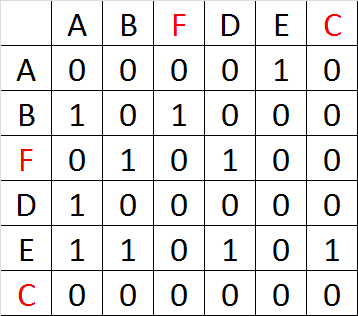 A B F D E C
A 0 0 0 0 1 0
B 1 0 1 0 0 0
F 0 1 0 1 0 0
D 1 0 0 0 0 0
E 1 1 0 1 0 1
C 0 0 0 0 0 0